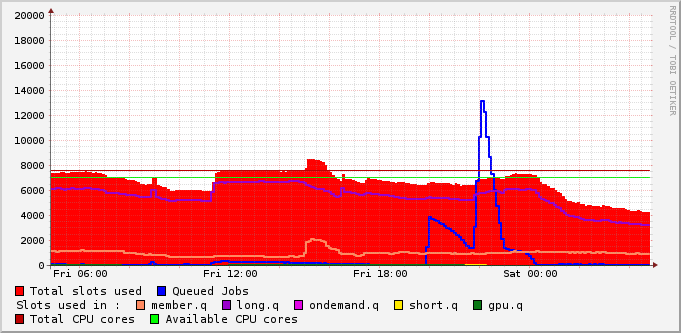 20000
18000
16000
14000
12000
10000
8000
6000
4000
2000
0
Fri 06:00 Fri 12:00 Fri 18:00 Sat 00:00
Total slots used Queued Jobs
Slots used in : member.q long.q ondemand.q short.q gpu.q
Total CPU cores Available CPU cores
RRDTOOL / TOBI OETIKER